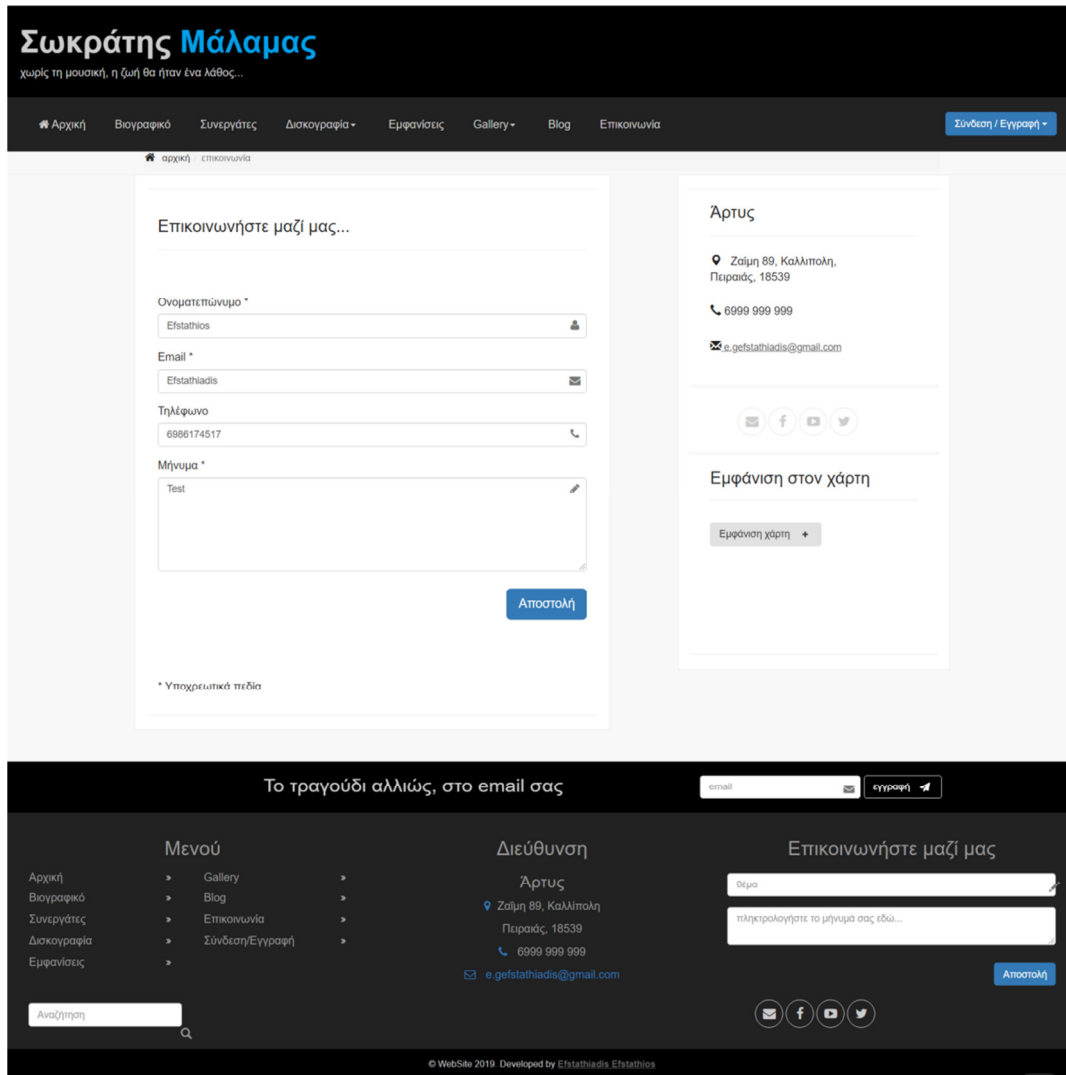 Σωκράτης Μάλαμας
χωρίς τη μουσική, η ζωή θα ήταν ένα λάθος...
Αρχική Βιογραφικό Συνεργάτες Δισκογραφία Εμφανίσεις Gallery Blog Επικοινωνία Σύνδεση / Εγγραφή
αρχική επικοινωνία
Επικοινωνήστε μαζί μας...
Ονοματεπώνυμο *
Efstathios
Email *
Efstathiadis
Τηλέφωνο
6986174517
Μήνυμα *
Test
Αποστολή
* Υποχρεωτικά πεδία
Άρτυς
Ζαΐμη 89, Καλλιπολη,
Πειραιάς, 18539
6999 999 999
e.gefstathiadis@gmail.com
Εμφάνιση στον χάρτη
Εμφάνιση χάρτη +
Το τραγούδι αλλιώς, στο email σας
email
εγγραφή
Μενού
Αρχική » Gallery »
Βιογραφικό » Blog »
Συνεργάτες » Επικοινωνία »
Δισκογραφία » Σύνδεση/Εγγραφή »
Εμφανίσεις »
Αναζήτηση
Διεύθυνση
Άρτυς
Ζαΐμη 89, Καλλίπολη
Πειραιάς, 18539
6999 999 999
e.gefstathiadis@gmail.com
Επικοινωνήστε μαζί μας
θέμα
πληκτρολογήστε το μήνυμά σας εδώ...
Αποστολή
© WebSite 2019. Developed by Efstathiadis Efstathios